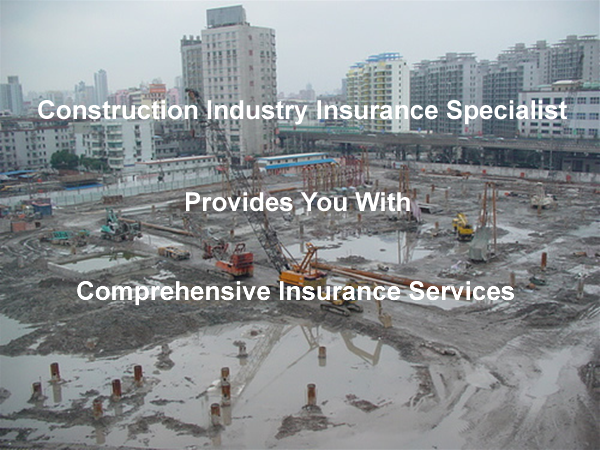 Construction Industry Insurance Specialist
Provides You With
Comprehensive Insurance Services